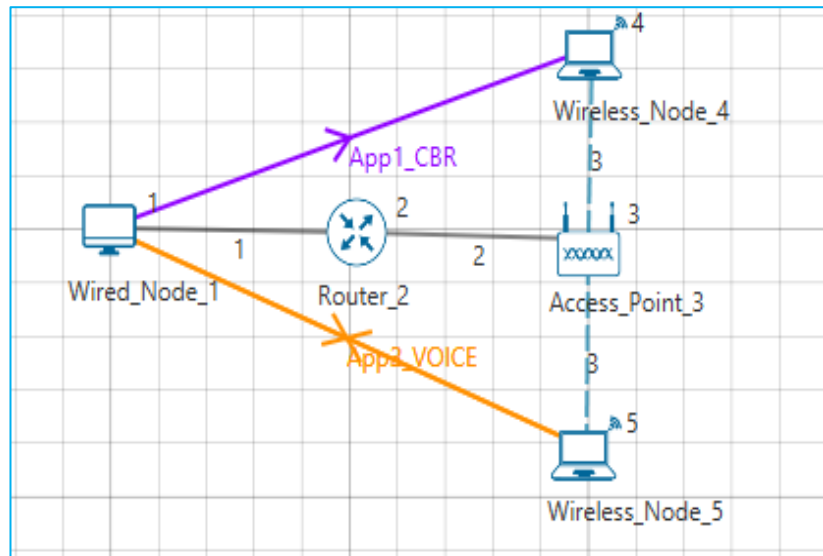 4
Wireless_Node_4
App1_CBR
3
1
2
3
1
2
Wired_Node_1
Router_2
Access_Point_3
App2_VOICE
3
5
Wireless_Node_5